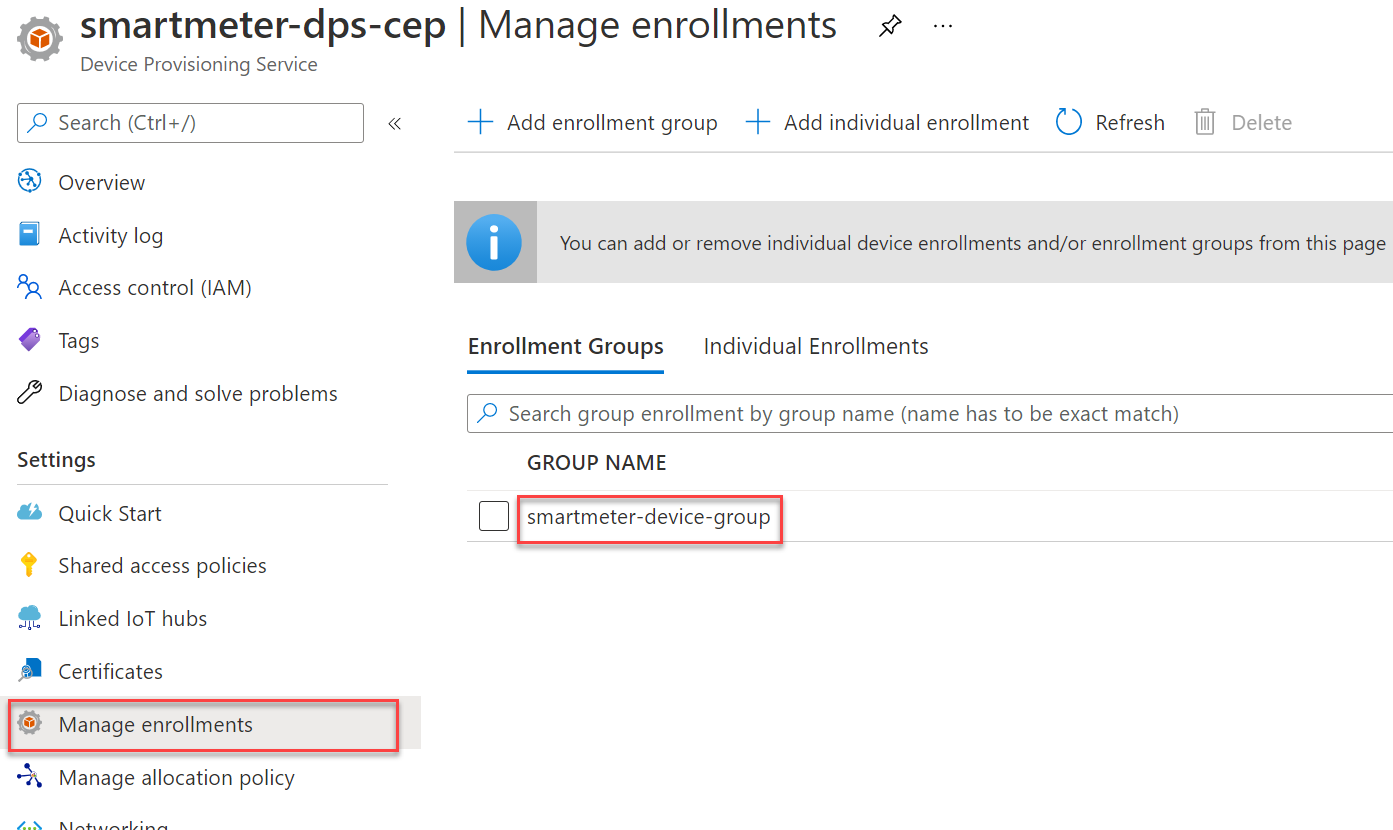 smartmeter-dps-cep | Manage enrollments
Device Provisioning Service
Search (Ctrl+/)
Overview
Activity log
Access control (IAM)
Tags
Diagnose and solve problems
Settings
Quick Start
Shared access policies
Linked IoT hubs
Certificates
Manage enrollments
Manage allocation policy
Networking
Add enrollment group
Add individual enrollment
Refresh
Delete
You can add or remove individual device enrollments and/or enrollment groups from this page
Enrollment Groups
Individual Enrollments
Search group enrollment by group name (name has to be exact match)
GROUP NAME
smartmeter-device-group